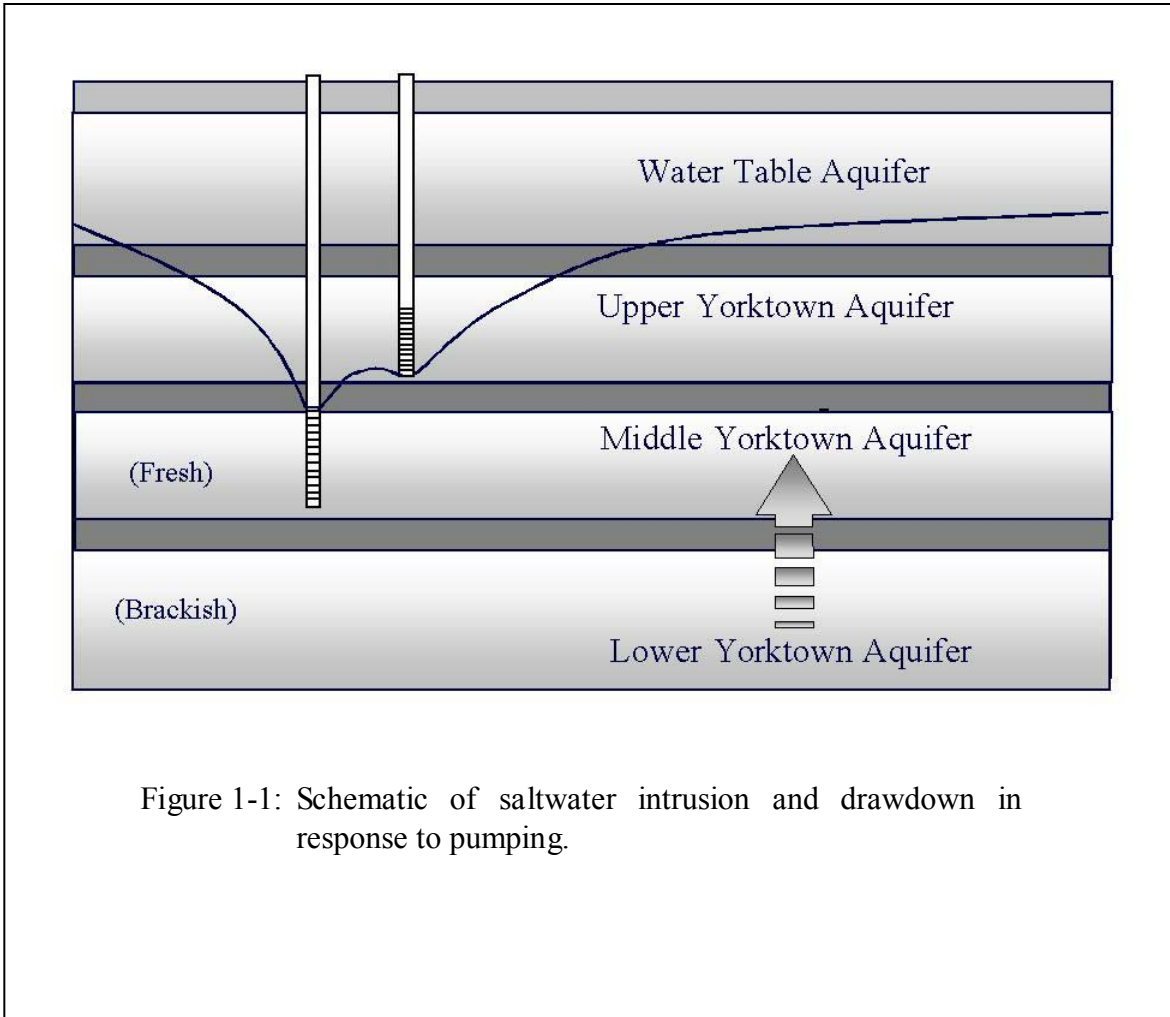 Water Table Aquifer
Upper Yorktown Aquifer
Middle Yorktown Aquifer
(Fresh)
(Brackish)
Lower Yorktown Aquifer
Figure 1-1: Schematic of saltwater intrusion and drawdown in
response to pumping.